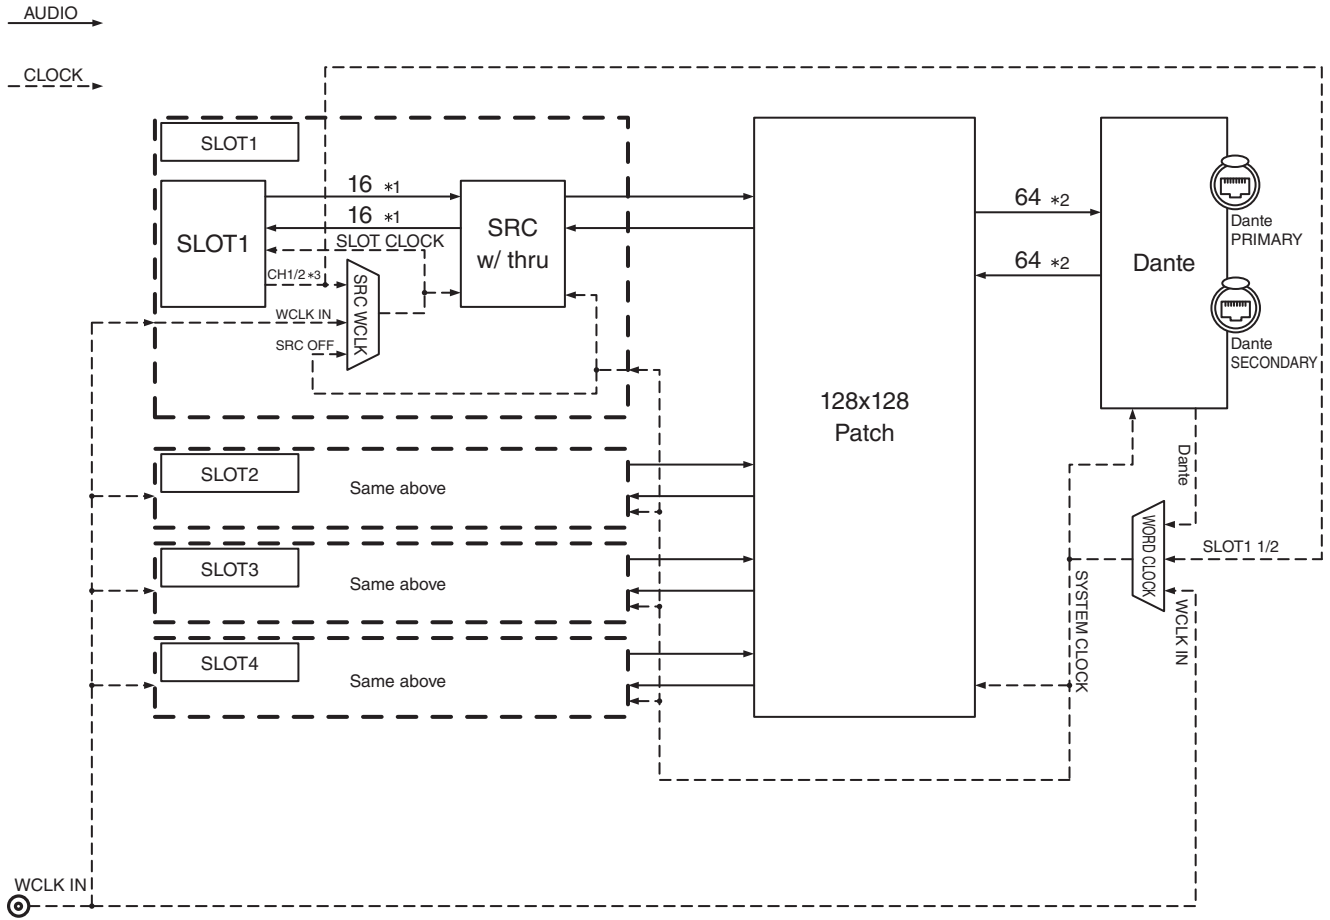 AUDIO
CLOCK
SLOT1
SLOT1
16 *1
16 *1
SLOT CLOCK
CH1/2 *3
WCLK IN
SRC OFF
SRC WCLK
SRC
w/ thru
128x128
Patch
64 *2
64 *2
Dante
Dante
PRIMARY
Dante
SECONDARY
SLOT2
Same above
SLOT3
Same above
SLOT4
Same above
Dante
WORD CLOCK
SLOT1 1/2
WCLK IN
SYSTEM CLOCK
WCLK IN